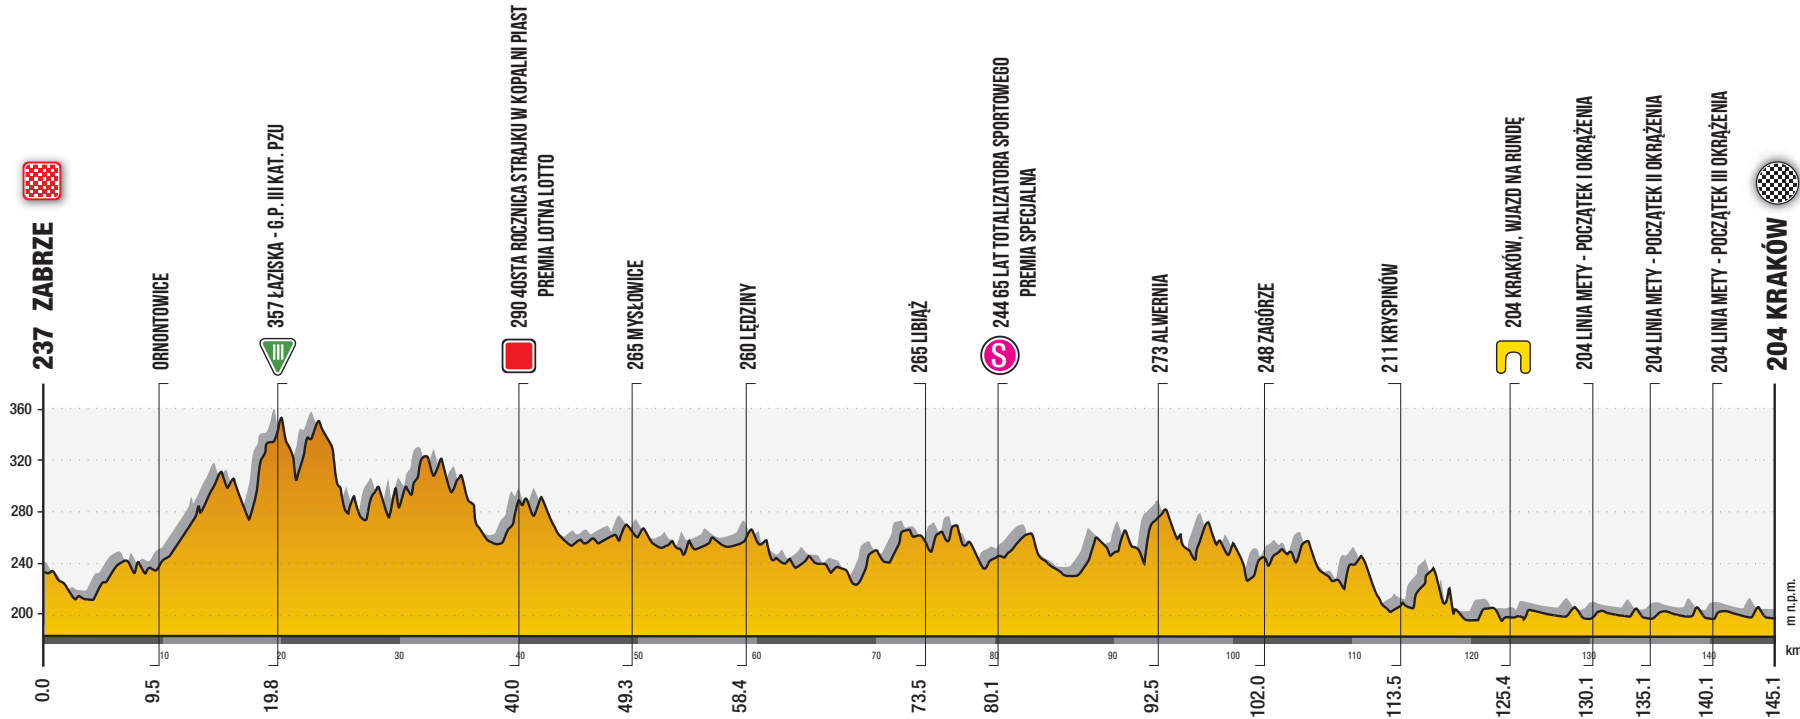 237 ZABRZE
ORNONTOWICE
357 ŁAZISKA - G.P. III KAT. PZU
III
290 40STA ROCZNICA STRAJKU W KOPALNI PIAST
PREMIA LOTNA LOTTO
265 MYSŁOWICE
260 LĘDZINY
265 LIBIĄŻ
244 65 LAT TOTALIZATORA SPORTOWEGO
PREMIA SPECJALNA
S
273 ALWERNIA
248 ZAGÓRZE
211 KRYSPINÓW
204 KRAKÓW, WJAZD NA RUNDĘ
204 LINIA METY - POCZĄTEK I OKRĄŻENIA
204 LINIA METY - POCZĄTEK II OKRĄŻENIA
204 LINIA METY - POCZĄTEK III OKRĄŻENIA
204 KRAKÓW
360
320
280
240
200
m n.p.m.
10 20 30 40 50 60 70 80 90 100 110 120 130 140
km
0.0 9.5 19.8 40.0 49.3 58.4 73.5 80.1 92.5 102.0 113.5 125.4 130.1 135.1 140.1 145.1